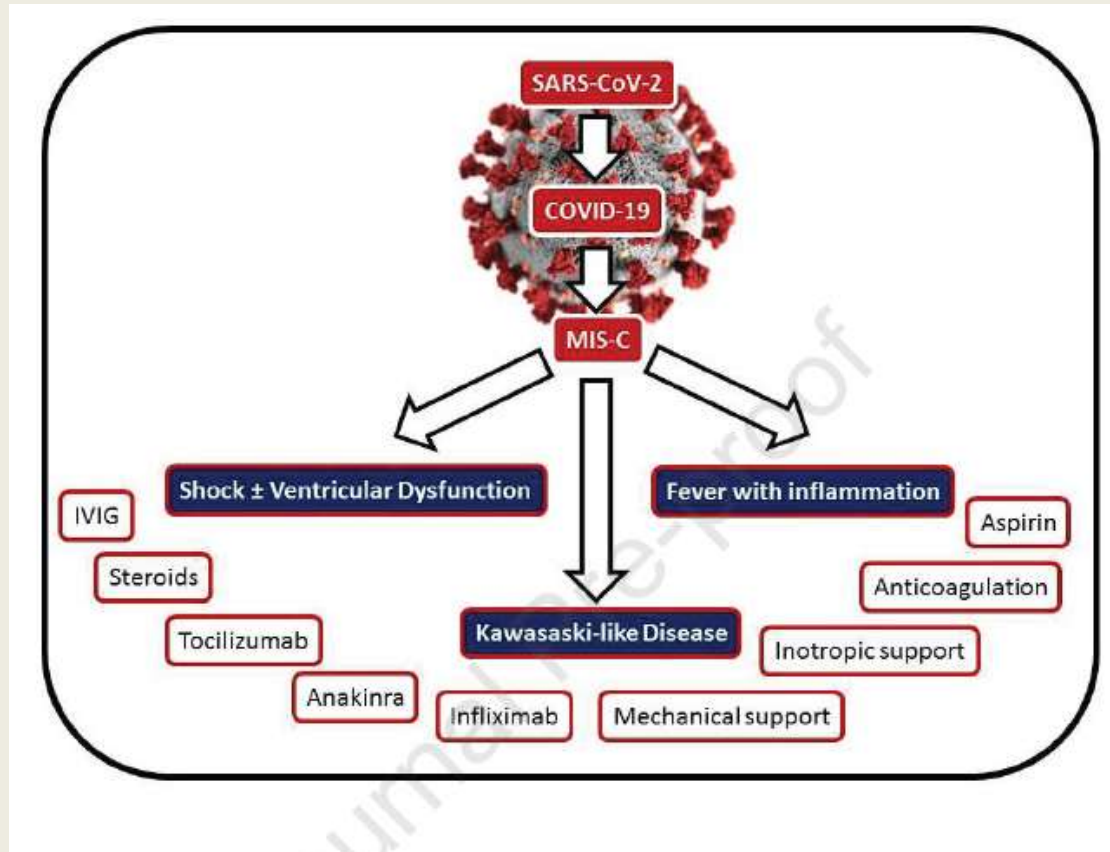 SARS-CoV-2
COVID-19
MIS-C
Shock ± Ventricular Dysfunction
Fever with inflammation
Kawasaski-like Disease
IVIG
Steroids
Tocilizumab
Anakinra
Infliximab
Mechanical support
Inotropic support
Anticoagulation
Aspirin